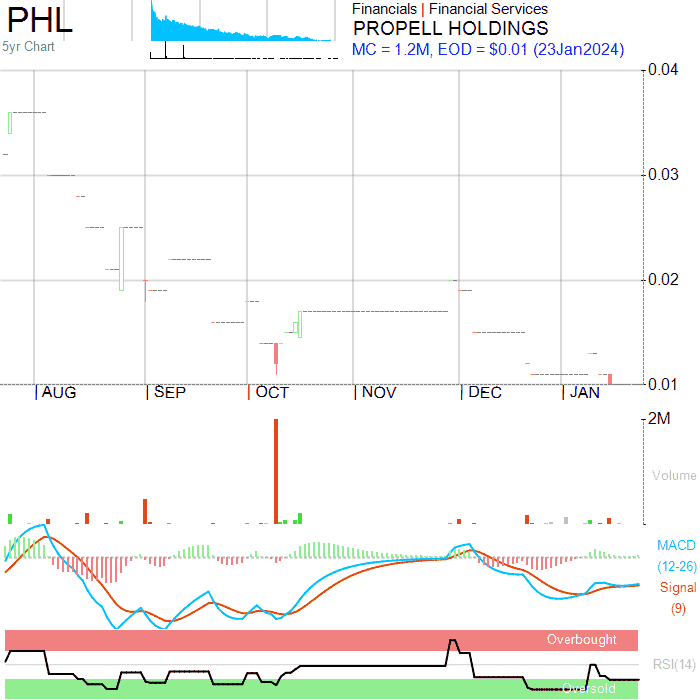 PHL
5yr Chart
Financials | Financial Services
PROPELL HOLDINGS
MC = 1.2M, EOD = $0.01 (23Jan2024)
0.04
0.03
0.02
0.01
AUG
SEP
OCT
NOV
DEC
JAN
2M
Volume
MACD
(12-26)
Signal
(9)
Overbought
RSI(14)
Oversold